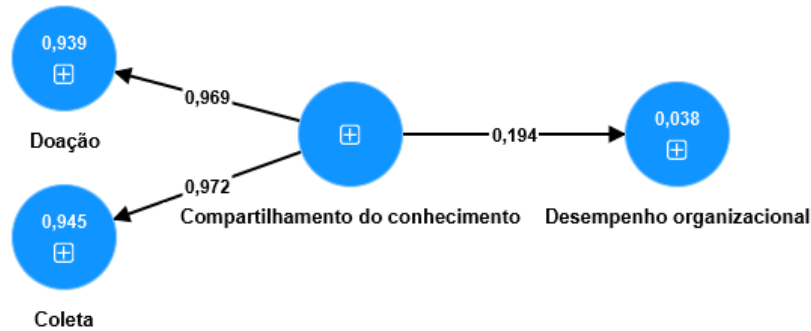 0,939
Doação
0,969
0,972
0,945
Coleta
Compartilhamento do conhecimento
0,194
0,038
Desempenho organizacional